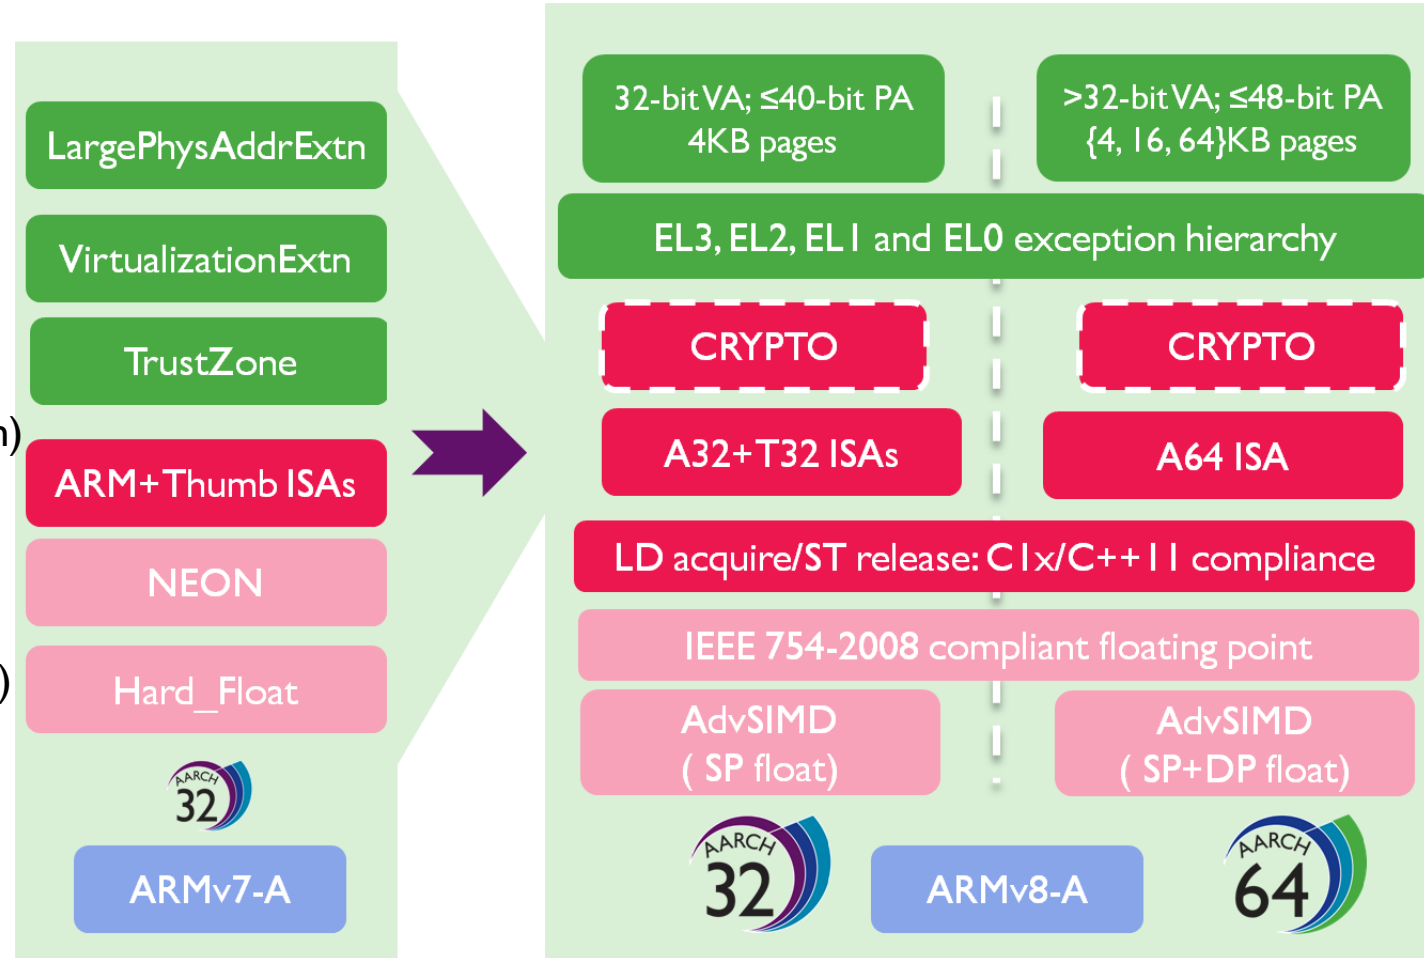 LargePhysAddrExtn
VirtualizationExtn
TrustZone
n)
ARM+Thumb ISAs
NEON
)
Hard_Float
AARCH
32
ARMv7-A
32-bit VA; ≤40-bit PA
4KB pages
>32-bit VA; ≤48-bit PA
{4, 16, 64}KB pages
EL3, EL2, EL1 and EL0 exception hierarchy
CRYPTO
CRYPTO
A32+T32 ISAs
A64 ISA
LD acquire/ST release: C1x/C++11 compliance
IEEE 754-2008 compliant floating point
AdvSIMD
( SP float)
AdvSIMD
( SP+DP float)
AARCH
32
ARMv8-A
AARCH
64